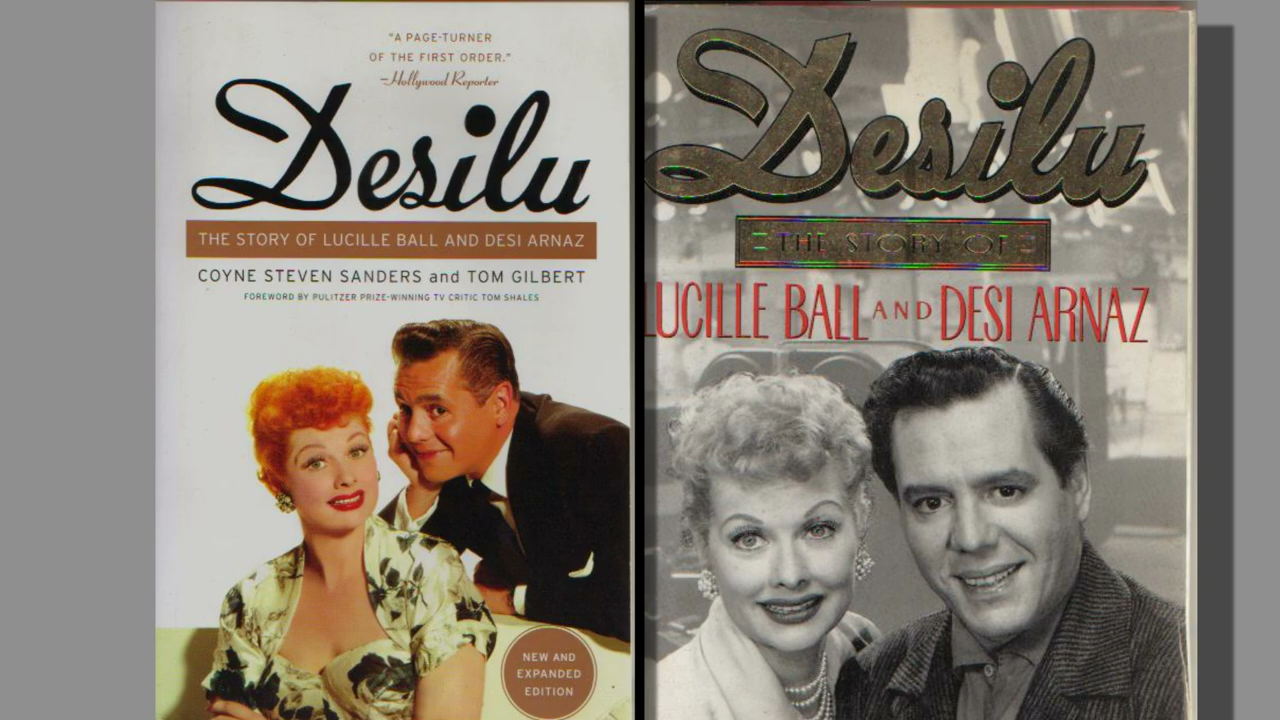 "A PAGE-TURNER
OF THE FIRST ORDER."
—Hollywood Reporter
Desilu
THE STORY OF LUCILLE BALL AND DESI ARNAZ
COYNE STEVEN SANDERS and TOM GILBERT
FOREWORD BY PULITZER PRIZE-WINNING TV CRITIC TOM SHALES
NEW AND
EXPANDED
EDITION
Desilu
THE STORY OF
LUCILLE BALL AND DESI ARNAZ